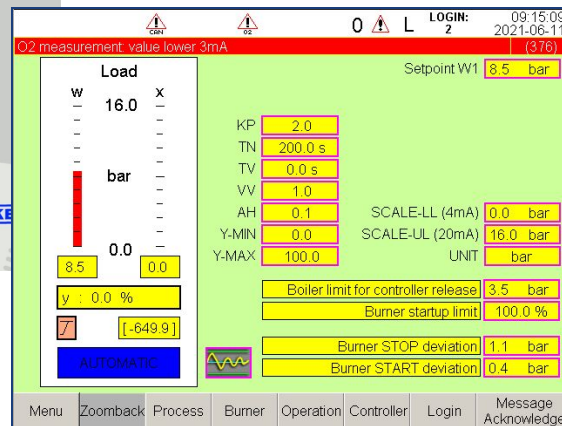 CAN
O2
0
L
LOGIN:
2
09:15:09
2021-06-11
O2 measurement: value lower 3mA
(376)
Load
W
X
16.0
bar
0.0
8.5
0.0
y : 0.0 %
[-649.9]
AUTOMATIC
Setpoint W1
8.5 bar
KP
2.0
TN
200.0 s
TV
0.0 s
VV
1.0
AH
0.1
Y-MIN
0.0
Y-MAX
100.0
SCALE-LL (4mA)
0.0 bar
SCALE-UL (20mA)
16.0 bar
UNIT
bar
Boiler limit for controller release
3.5 bar
Burner startup limit
100.0 %
Burner STOP deviation
1.1 bar
Burner START deviation
0.4 bar
Menu
Zoomback
Process
Burner
Operation
Controller
Login
Message
Acknowledge